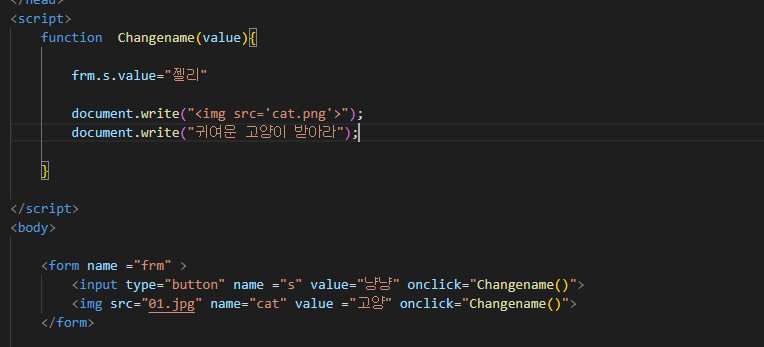 </head>
<script>
function  Changename(value){
frm.s.value="젤리"
document.write("<img src='cat.png'>");
document.write("귀여운 고양이 받아라");
}
</script>
<body>
<form name ="frm" >
<input type="button" name ="s" value="냥냥" onclick="Changename()">
<img src="01.jpg" name="cat" value ="고양" onclick="Changename()">
</form>